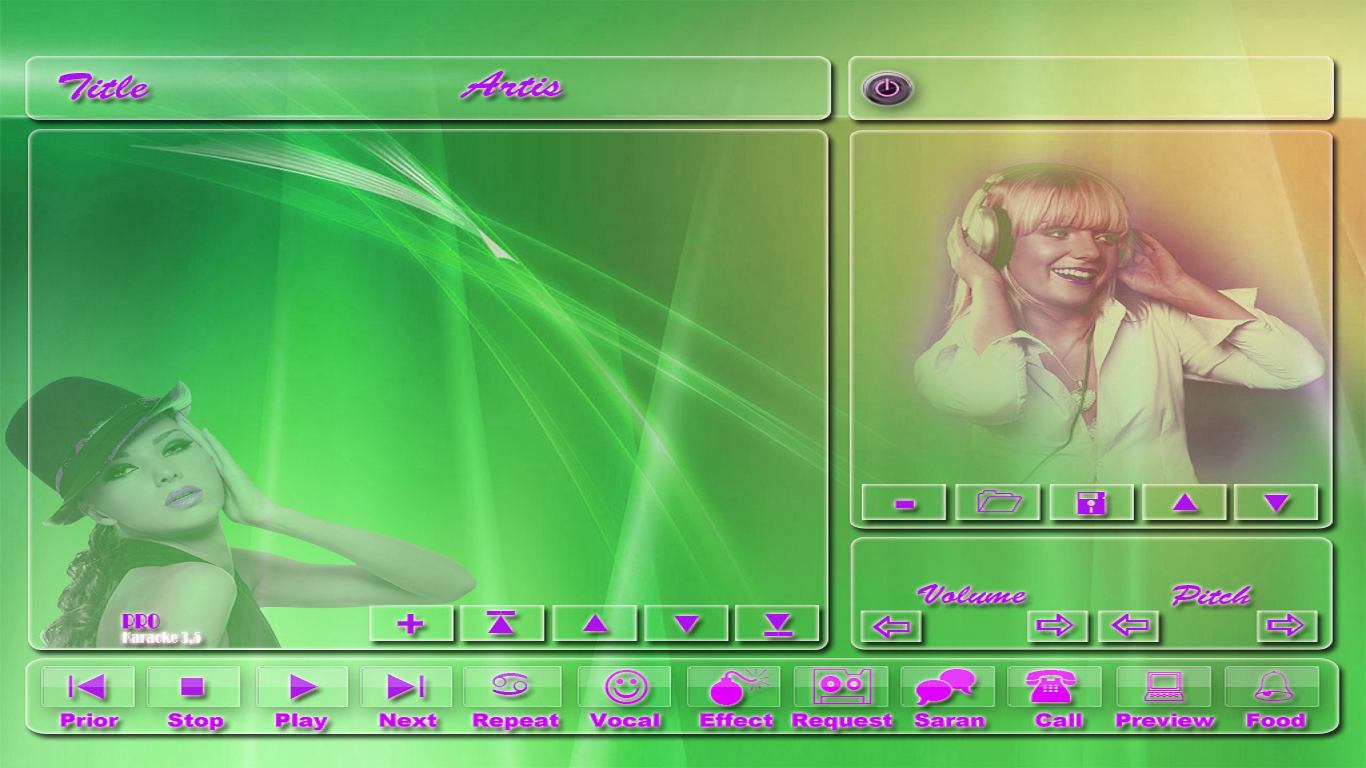 Title
Artis
PRO
Karaoke 3,5
Volume
Pitch
Prior
Stop
Play
Next
Repeat
Vocal
Effect
Request
Saran
Call
Preview
Food